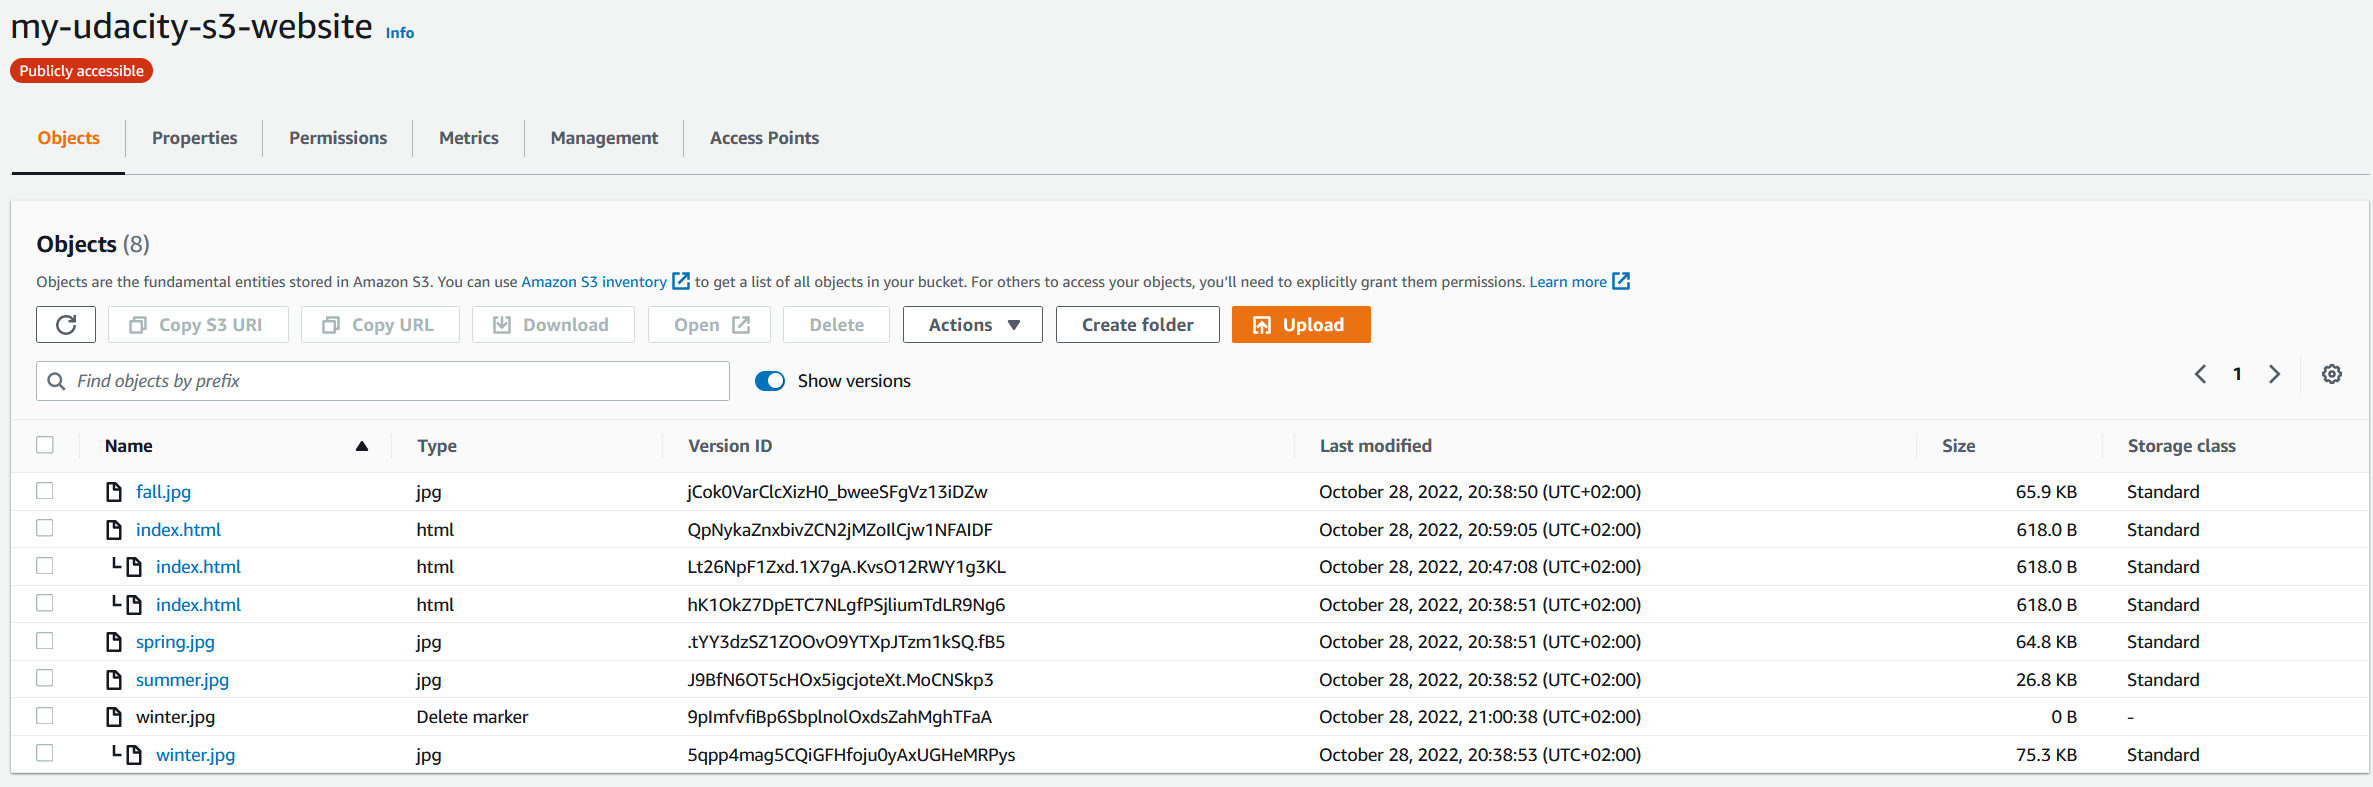 my-udacity-s3-website Info
Publicly accessible
Objects Properties Permissions Metrics Management Access Points
Objects (8)
Objects are the fundamental entities stored in Amazon S3. You can use Amazon S3 inventory to get a list of all objects in your bucket. For others to access your objects, you'll need to explicitly grant them permissions. Learn more
Copy S3 URI Copy URL Download Open Delete Actions Create folder Upload
Find objects by prefix Show versions 1
Name Type Version ID Last modified Size Storage class
fall.jpg jpg jCok0VarClcXizH0_bweeSFgVz13iDZw October 28, 2022, 20:38:50 (UTC+02:00) 65.9 KB Standard
index.html html QpNykaZnxbivZCN2jMZoIlCjw1NFAIDF October 28, 2022, 20:59:05 (UTC+02:00) 618.0 B Standard
index.html html Lt26NpF1Zxd.1X7gA.KvsO12RWY1g3KL October 28, 2022, 20:47:08 (UTC+02:00) 618.0 B Standard
index.html html hK1OkZ7DpETC7NLgfPSjliumTdLR9Ng6 October 28, 2022, 20:38:51 (UTC+02:00) 618.0 B Standard
spring.jpg jpg .tYY3dzSZ1ZOOvO9YTXpJTzm1kSQ.fB5 October 28, 2022, 20:38:51 (UTC+02:00) 64.8 KB Standard
summer.jpg jpg J9BfN6OT5cHOx5igcjoteXt.MoCNSkp3 October 28, 2022, 20:38:52 (UTC+02:00) 26.8 KB Standard
winter.jpg Delete marker 9pImfvfiBp6SbplnolOxdsZahMghTFaA October 28, 2022, 21:00:38 (UTC+02:00) 0 B -
winter.jpg jpg 5qpp4mag5CQiGFHfoju0yAxUGHeMRPys October 28, 2022, 20:38:53 (UTC+02:00) 75.3 KB Standard